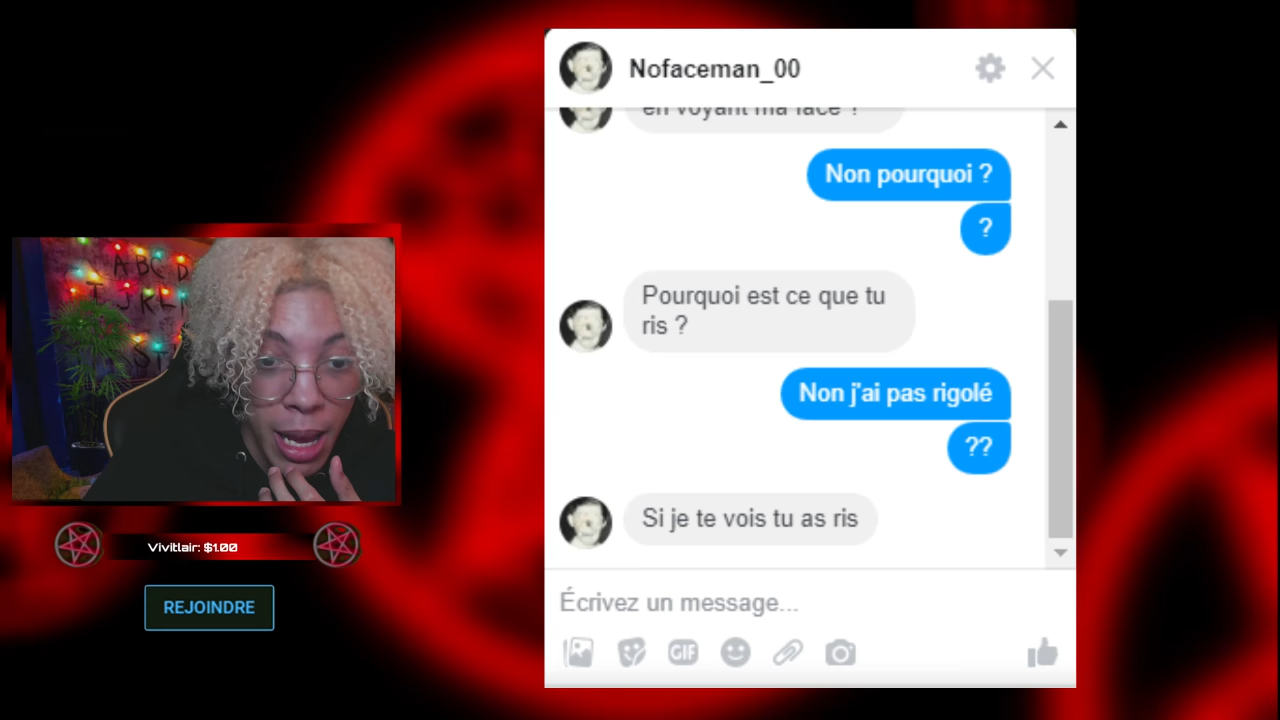 Nofaceman_00
en voyant ma face ?
Non pourquoi ?
?
Pourquoi est ce que tu
ris ?
Non j'ai pas rigolé
??
Si je te vois tu as ris
Écrivez un message...
GIF
A B C D
I J K L
S T
Vivitlair: $1.00
REJOINDRE